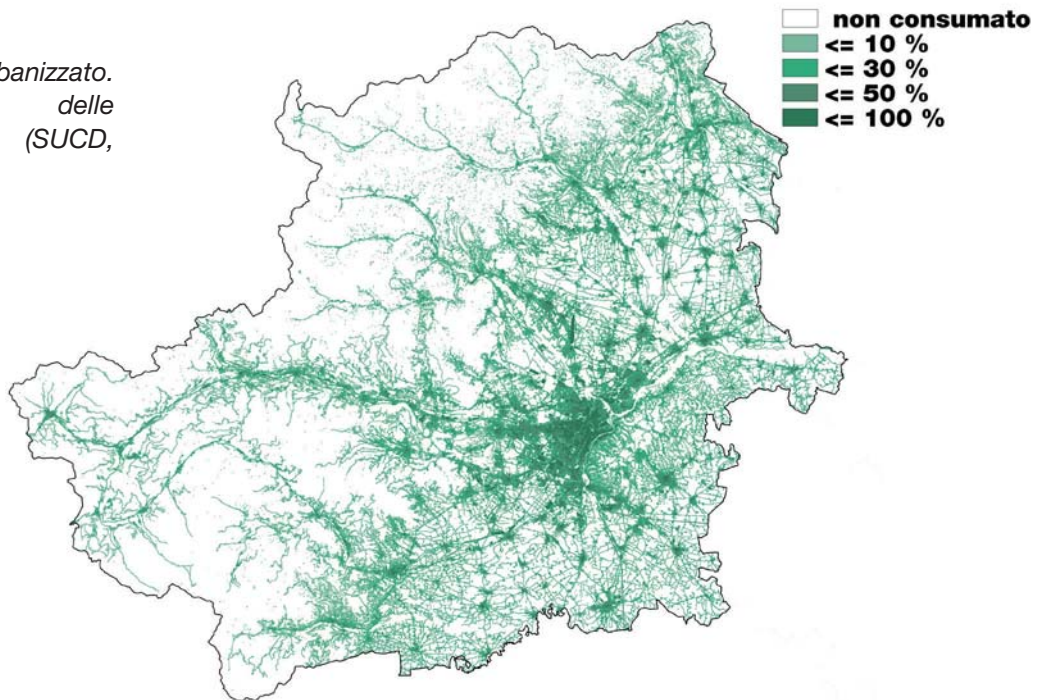 banizzato.
delle
(SUCD,
non consumato
<= 10 %
<= 30 %
<= 50 %
<= 100 %